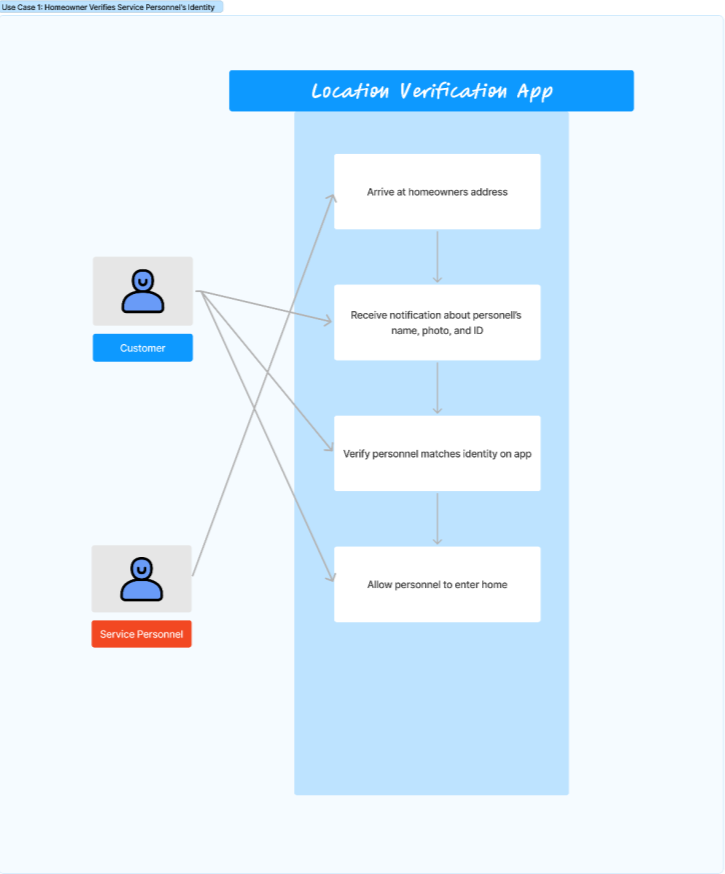 Use Case 1: Homeowner Verifies Service Personnel's Identity
Location Verification App
Arrive at homeowners address
Customer
Receive notification about personell's
name, photo, and ID
Verify personnel matches identity on app
Service Personnel
Allow personnel to enter home